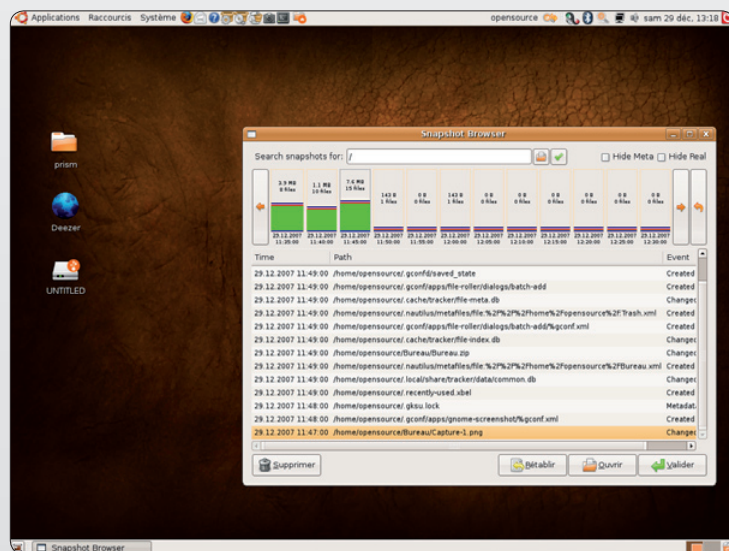 Applications Raccourcis Système opensource sam 29 déc, 13:18
prism
Deezer
UNTITLED
Snapshot Browser
Search snapshots for: / Hide Meta Hide Real
3.9 MB 1.1 MB 7.6 MB 143 B 0 B 143 B 0 B 0 B 0 B 0 B 0 B 0 B
8 files 10 files 15 files 1 files 0 files 1 files 0 files 0 files 0 files 0 files 0 files 0 files
29.12.2007 29.12.2007 29.12.2007 29.12.2007 29.12.2007 29.12.2007 29.12.2007 29.12.2007 29.12.2007 29.12.2007 29.12.2007 29.12.2007
11:35:00 11:40:00 11:45:00 11:50:00 11:55:00 12:00:00 12:05:00 12:10:00 12:15:00 12:20:00 12:25:00 12:30:00
Time Path Event
29.12.2007 11:49:00 /home/opensource/.gconfd/saved_state Created
29.12.2007 11:49:00 /home/opensource/.gconf/apps/file-roller/dialogs/batch-add Changed
29.12.2007 11:49:00 /home/opensource/.cache/tracker/file-meta.db Changed
29.12.2007 11:49:00 /home/opensource/.nautilus/metafiles/file:%2F%2F%2Fhome%2Fopensource%2F.Trash.xml Created
29.12.2007 11:49:00 /home/opensource/.gconf/apps/file-roller/dialogs/batch-add/%gconf.xml Created
29.12.2007 11:49:00 /home/opensource/.cache/tracker/file-index.db Changed
29.12.2007 11:49:00 /home/opensource/Bureau/Bureau.zip Changed
29.12.2007 11:49:00 /home/opensource/.nautilus/metafiles/file:%2F%2F%2Fhome%2Fopensource%2FBureau.xml Created
29.12.2007 11:49:00 /home/opensource/.local/share/tracker/data/common.db Changed
29.12.2007 11:49:00 /home/opensource/.recently-used.xbel Created
29.12.2007 11:48:00 /home/opensource/.gksu.lock Metadat
29.12.2007 11:48:00 /home/opensource/.gconf/apps/gnome-screenshot/%gconf.xml Created
29.12.2007 11:47:00 /home/opensource/Bureau/Capture-1.png Changed
Supprimer Rétablir Ouvrir Valider
Snapshot Browser